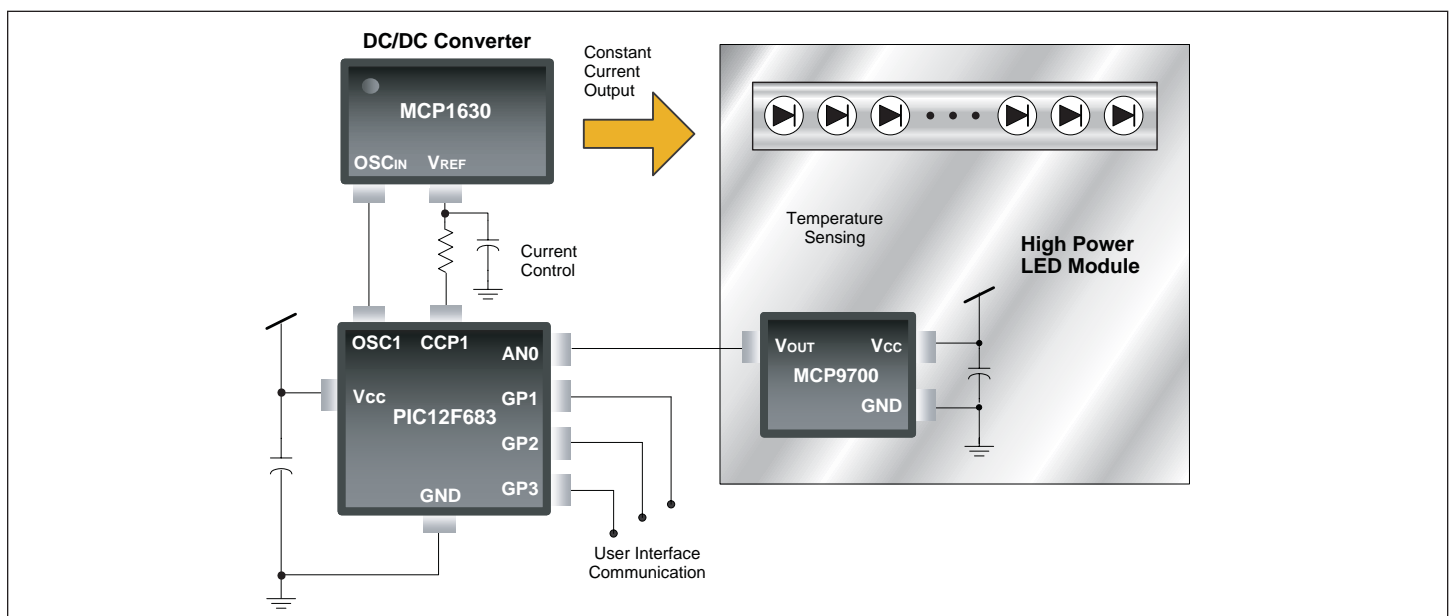 DC/DC Converter
MCP1630
OSCIN VREF
Constant
Current
Output
Current
Control
OSC1 CCP1
AN0
Vcc
GP1
PIC12F683
GP2
GP3
GND
User Interface
Communication
Temperature
Sensing
High Power
LED Module
VOUT Vcc
MCP9700
GND